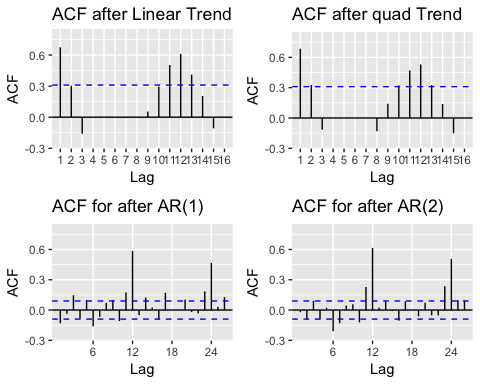 ACF after Linear Trend
ACF
0.6
0.3
0.0
-0.3
1 2 3 4 5 6 7 8 9 10 11 12 13 14 15 16
Lag
ACF after quad Trend
ACF
0.6
0.3
0.0
-0.3
1 2 3 4 5 6 7 8 9 10 11 12 13 14 15 16
Lag
ACF for after AR(1)
ACF
0.6
0.3
0.0
-0.3
6 12 18 24
Lag
ACF for after AR(2)
ACF
0.6
0.3
0.0
-0.3
6 12 18 24
Lag